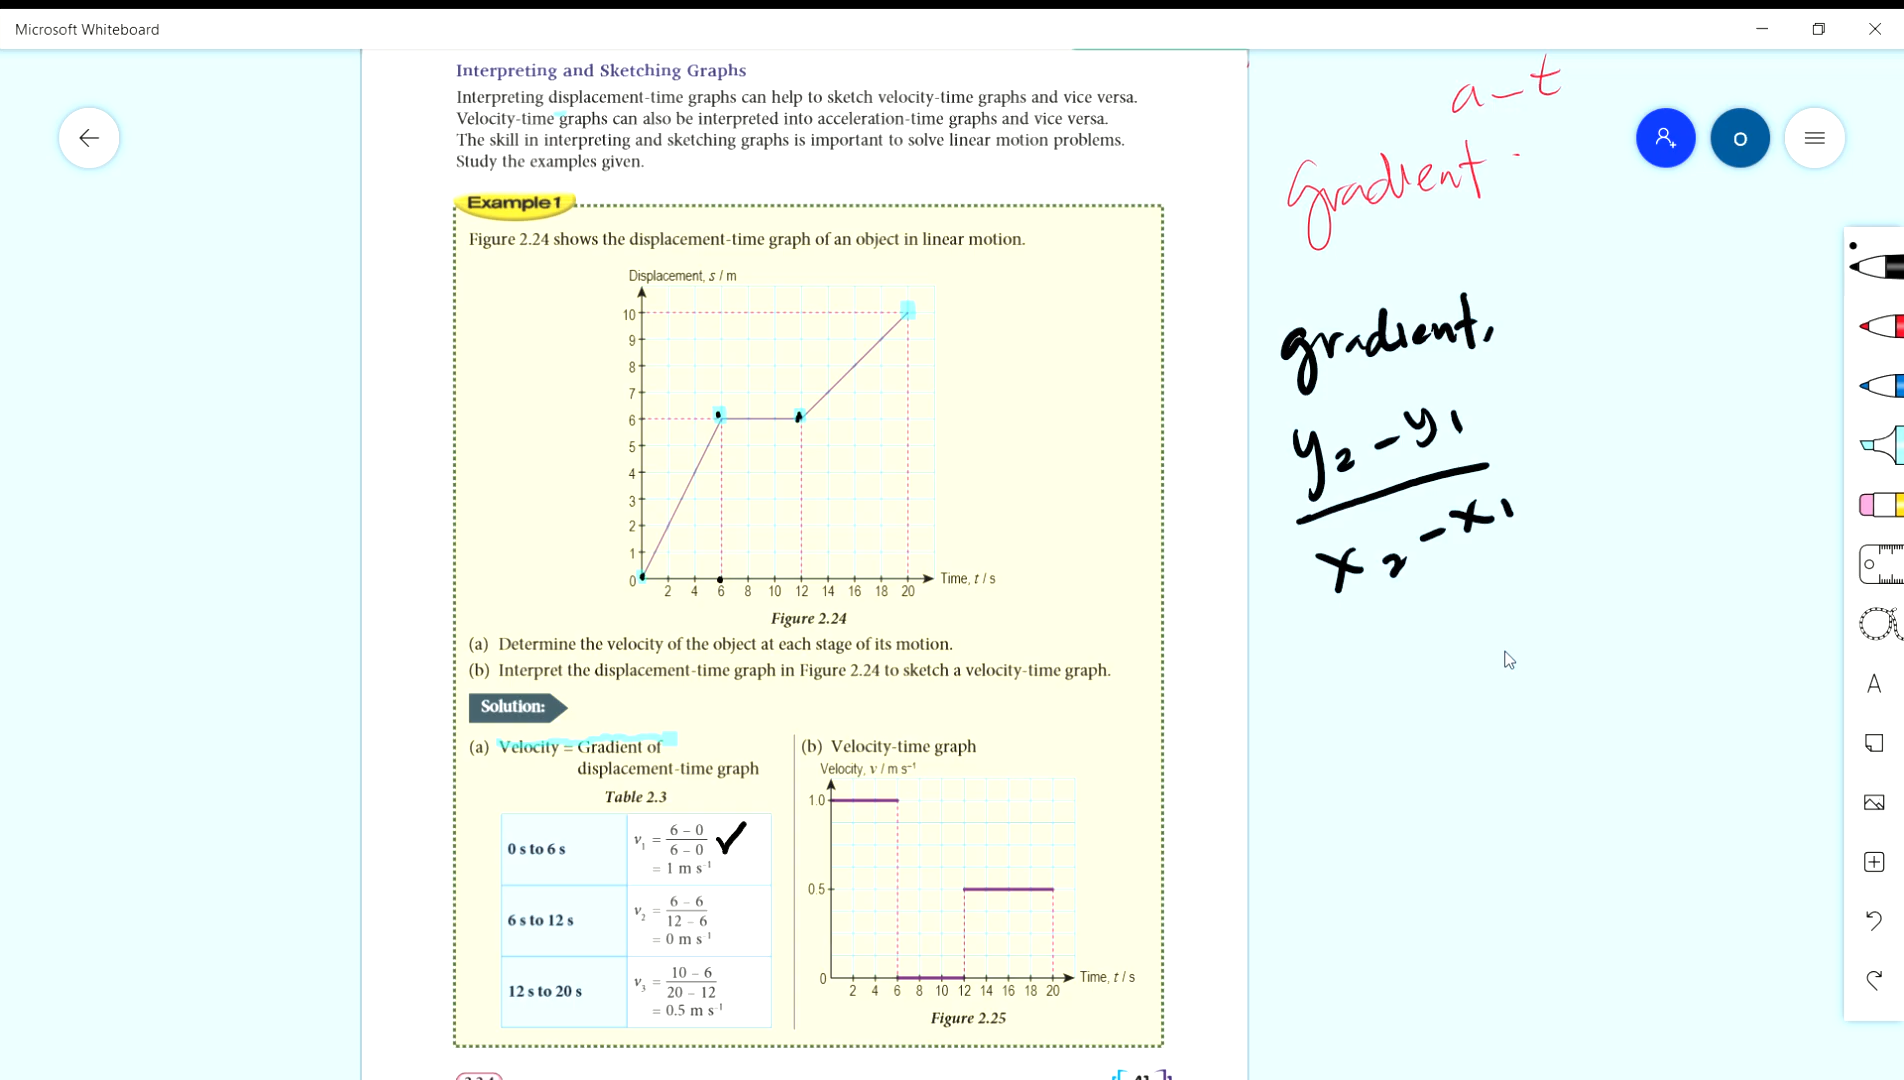 Microsoft Whiteboard
Interpreting and Sketching Graphs
Interpreting displacement-time graphs can help to sketch velocity-time graphs and vice versa.
Velocity-time graphs can also be interpreted into acceleration-time graphs and vice versa.
The skill in interpreting and sketching graphs is important to solve linear motion problems.
Study the examples given.
Example 1
Figure 2.24 shows the displacement-time graph of an object in linear motion.
Displacement, s / m
10
9
8
7
6
5
4
3
2
1
0
2 4 6 8 10 12 14 16 18 20
Time, t / s
Figure 2.24
(a) Determine the velocity of the object at each stage of its motion.
(b) Interpret the displacement-time graph in Figure 2.24 to sketch a velocity-time graph.
Solution:
(a) Velocity = Gradient of
displacement-time graph
Table 2.3
0 s to 6 s
v₁ = 6 – 0
6 – 0
= 1 m s⁻¹
6 s to 12 s
v₂ = 6 – 6
12 – 6
= 0 m s⁻¹
12 s to 20 s
v₃ = 10 – 6
20 – 12
= 0.5 m s⁻¹
(b) Velocity-time graph
Velocity, v / m s⁻¹
1.0
0.5
0
2 4 6 8 10 12 14 16 18 20
Time, t / s
Figure 2.25
a - t
Gradient
gradient,
y₂ - y₁
x₂ - x₁
O
A